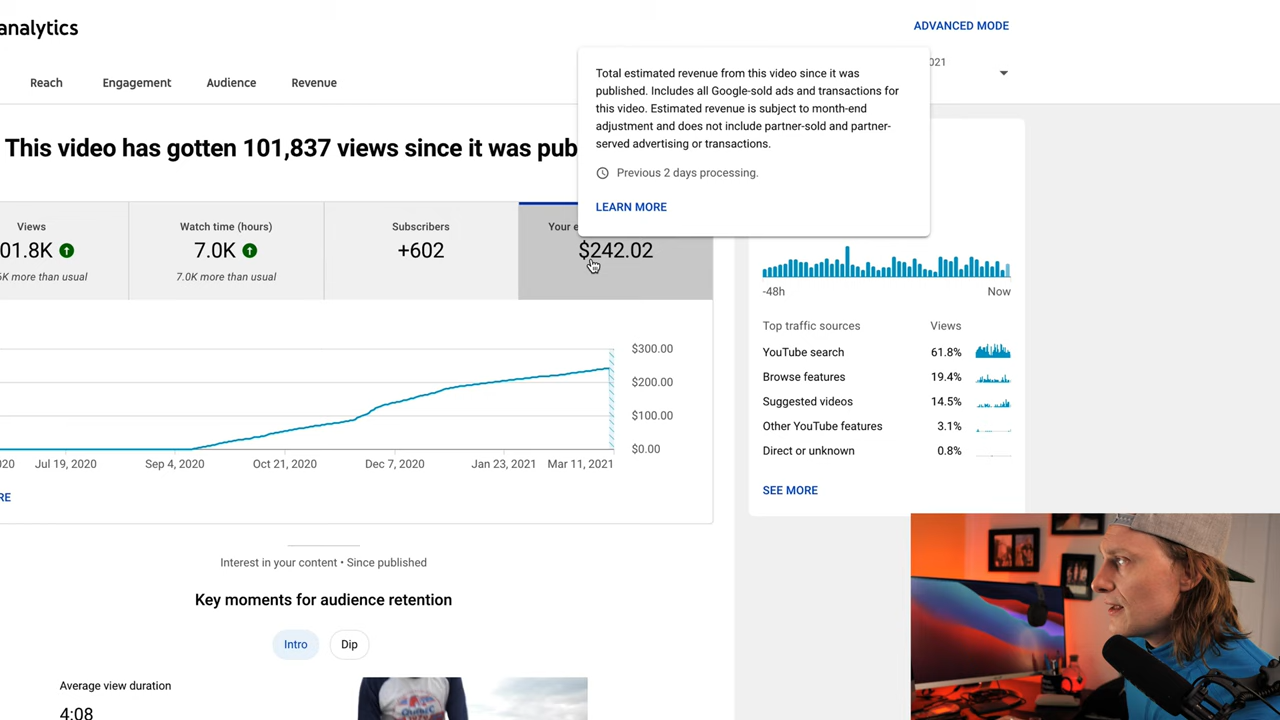 analytics
ADVANCED MODE
2021
Reach
Engagement
Audience
Revenue
Total estimated revenue from this video since it was
published. Includes all Google-sold ads and transactions for
this video. Estimated revenue is subject to month-end
adjustment and does not include partner-sold and partner-
served advertising or transactions.
Previous 2 days processing.
LEARN MORE
This video has gotten 101,837 views since it was pub
Views
01.8K
6K more than usual
Watch time (hours)
7.0K
7.0K more than usual
Subscribers
+602
Your e
$242.02
$300.00
$200.00
$100.00
$0.00
020
Jul 19, 2020
Sep 4, 2020
Oct 21, 2020
Dec 7, 2020
Jan 23, 2021
Mar 11, 2021
RE
-48h
Now
Top traffic sources
Views
YouTube search
61.8%
Browse features
19.4%
Suggested videos
14.5%
Other YouTube features
3.1%
Direct or unknown
0.8%
SEE MORE
Interest in your content • Since published
Key moments for audience retention
Intro
Dip
Average view duration
4:08